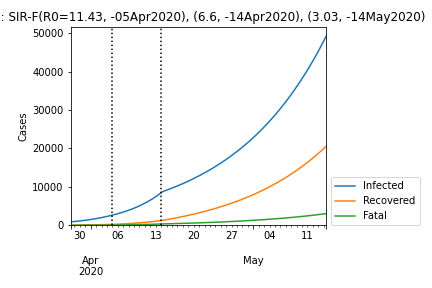 : SIR-F(R0=11.43, -05Apr2020), (6.6, -14Apr2020), (3.03, -14May2020)
50000
40000
30000
20000
10000
0
Cases
30 06 13 20 27 04 11
Apr May
2020
Infected
Recovered
Fatal